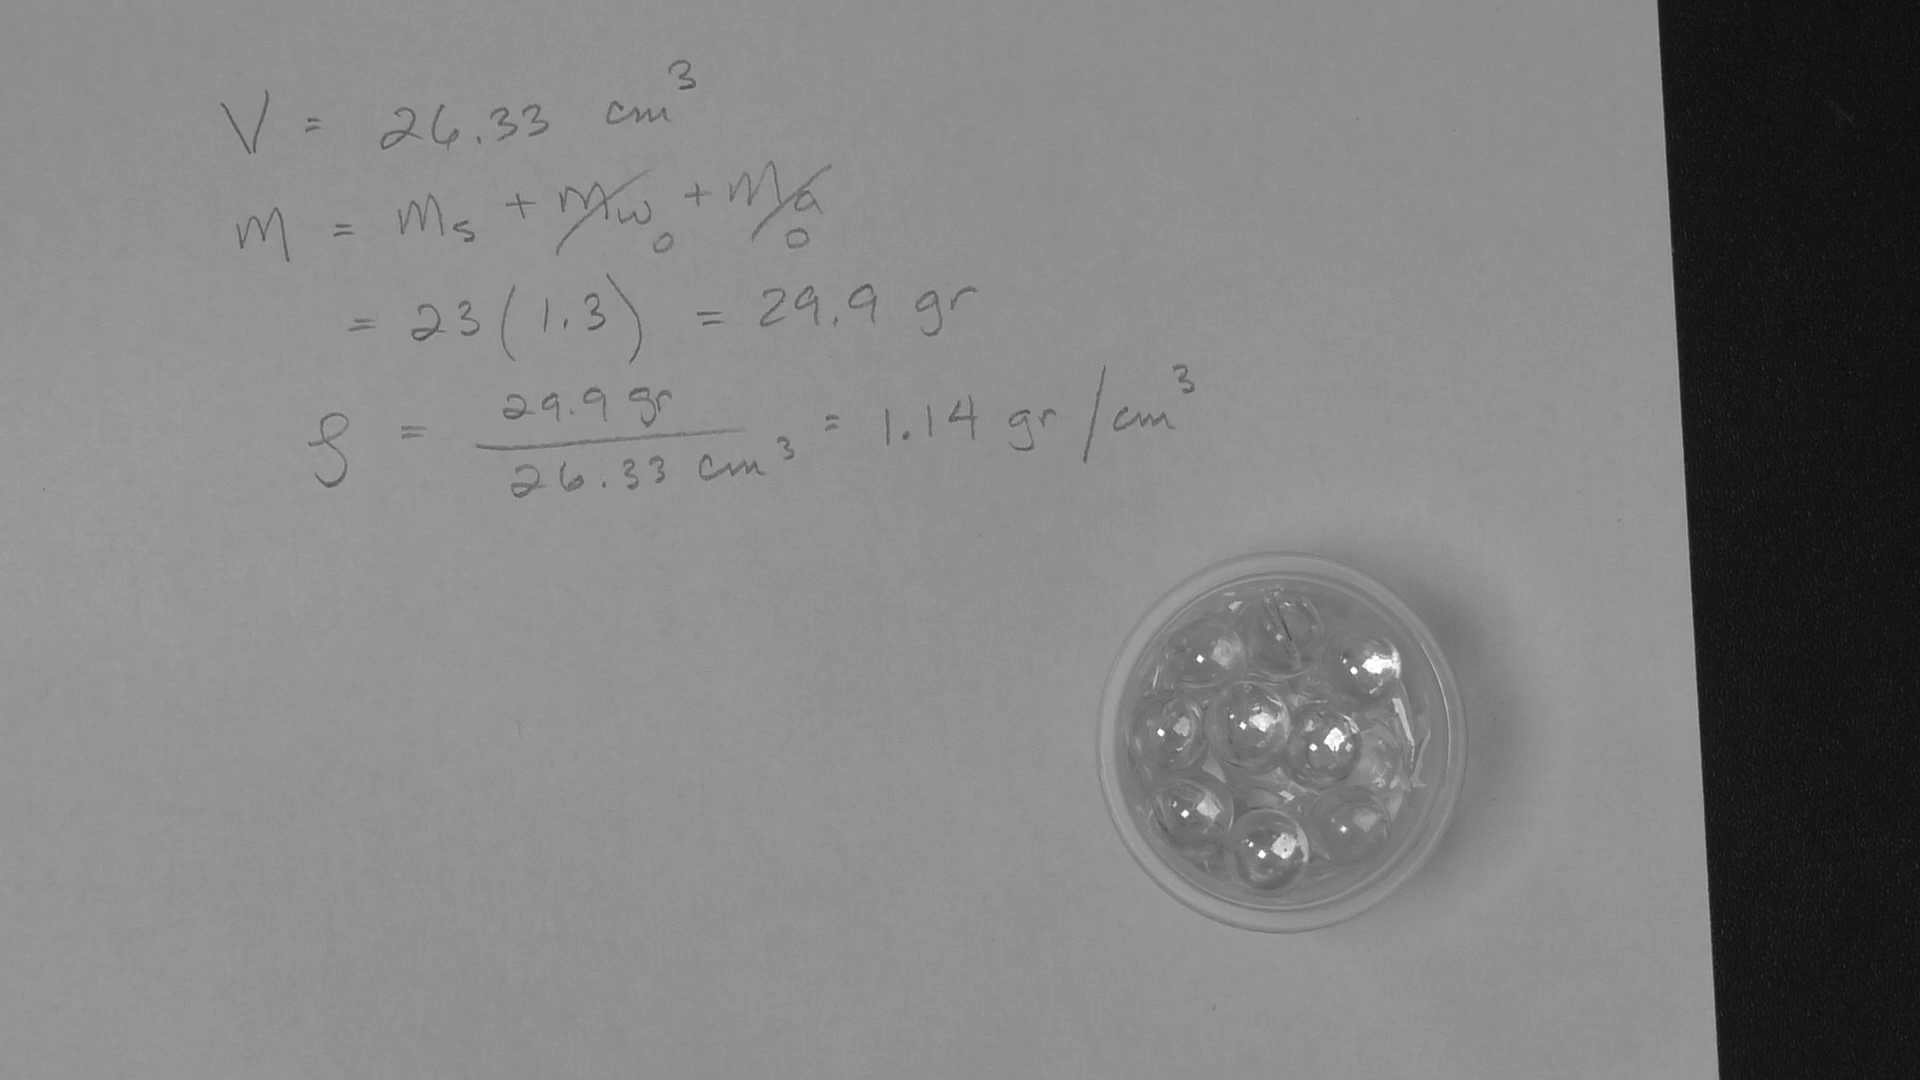 V = 26.33 cm³
m = ms + mw 0 + ma 0
= 23 (1.3) = 29.9 gr
ρ = 29.9 gr / 26.33 cm³ = 1.14 gr/cm³